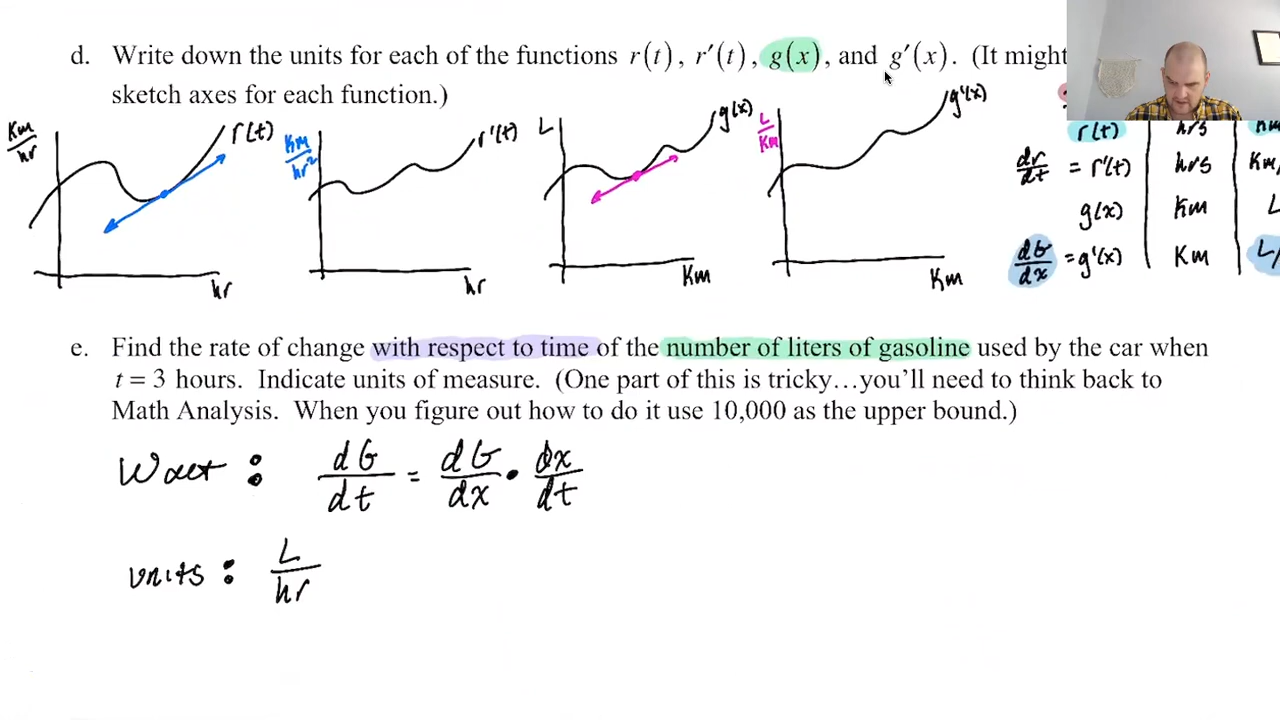 d. Write down the units for each of the functions r(t), r′(t), g(x), and g′(x). (It might
sketch axes for each function.)
Km/hr r(t) hr
Km/hr² r'(t) hr
L g(x) Km
L/Km g'(x) Km
r(t) hrs
dr/dt = r'(t) hrs Km/
g(x) Km L
dG/dx = g'(x) Km L/
e. Find the rate of change with respect to time of the number of liters of gasoline used by the car when
t = 3 hours. Indicate units of measure. (One part of this is tricky…you’ll need to think back to
Math Analysis. When you figure out how to do it use 10,000 as the upper bound.)
Want : dG/dt = dG/dx • dx/dt
units : L/hr